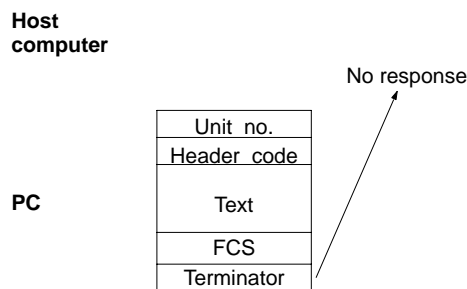 Host
computer
No response
Unit no.
Header code
PC
Text
FCS
Terminator